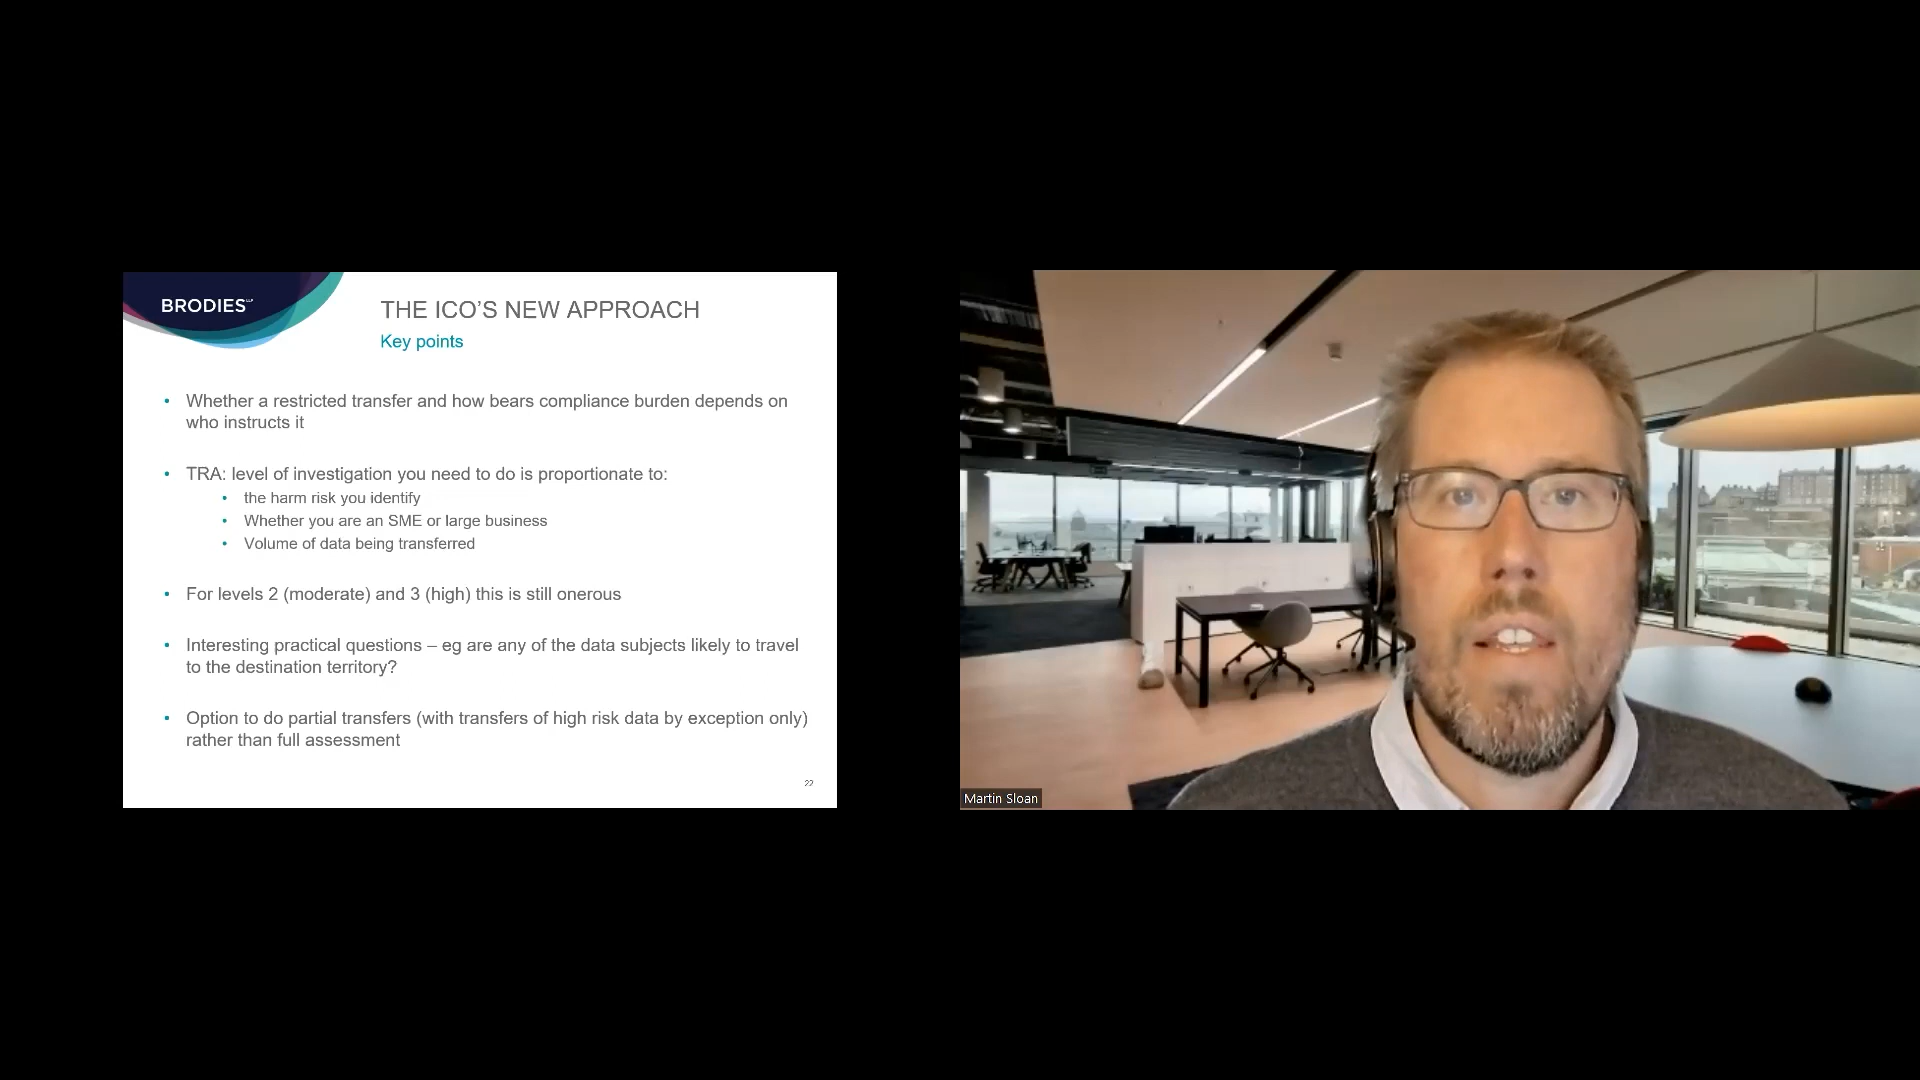 BRODIES LLP
THE ICO'S NEW APPROACH
Key points
• Whether a restricted transfer and how bears compliance burden depends on
who instructs it
• TRA: level of investigation you need to do is proportionate to:
• the harm risk you identify
• Whether you are an SME or large business
• Volume of data being transferred
• For levels 2 (moderate) and 3 (high) this is still onerous
• Interesting practical questions – eg are any of the data subjects likely to travel
to the destination territory?
• Option to do partial transfers (with transfers of high risk data by exception only)
rather than full assessment
22
Martin Sloan